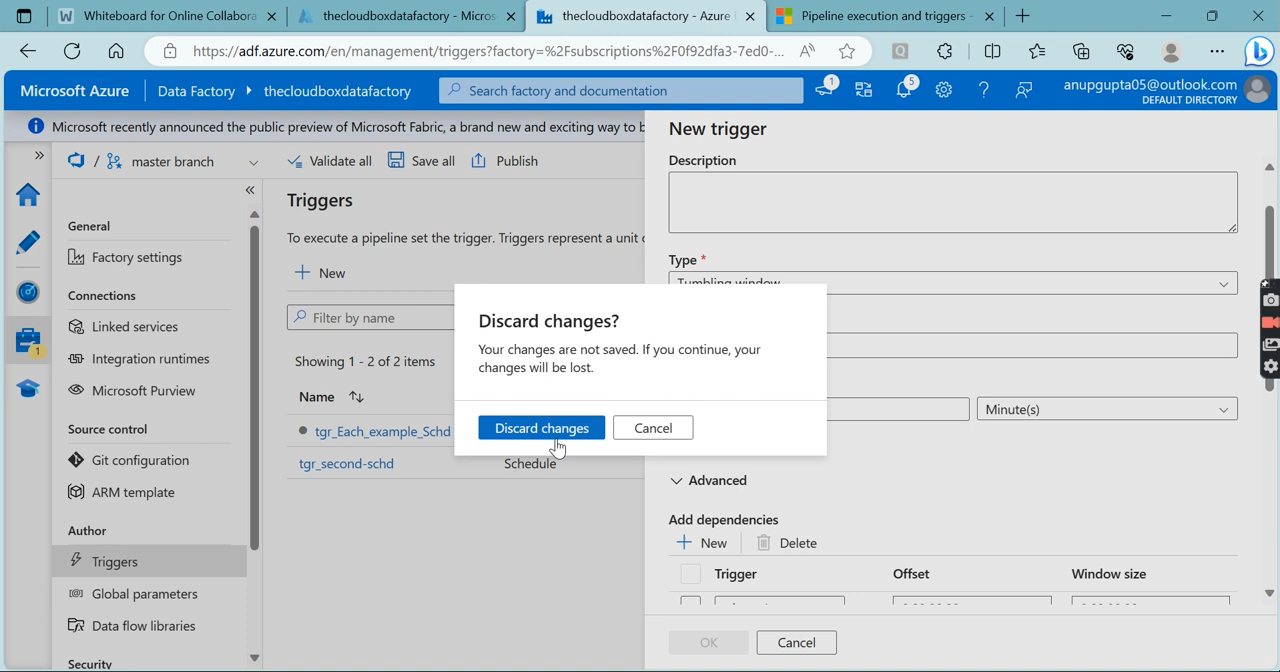 Whiteboard for Online Collabora
thecloudboxdatafactory - Micros
thecloudboxdatafactory - Azure
Pipeline execution and triggers -
https://adf.azure.com/en/management/triggers?factory=%2Fsubscriptions%2F0f92dfa3-7ed0-...
Microsoft Azure
Data Factory
thecloudboxdatafactory
Search factory and documentation
1
5
anupgupta05@outlook.com
DEFAULT DIRECTORY
Microsoft recently announced the public preview of Microsoft Fabric, a brand new and exciting way to b
/ master branch
Validate all
Save all
Publish
General
Factory settings
Connections
Linked services
Integration runtimes
Microsoft Purview
Source control
Git configuration
ARM template
Author
Triggers
Global parameters
Data flow libraries
Security
1
Triggers
To execute a pipeline set the trigger. Triggers represent a unit o
New
Filter by name
Showing 1 - 2 of 2 items
Name
tgr_Each_example_Schd
tgr_second-schd
Schedule
New trigger
Description
Type *
Tumbling window
Minute(s)
Advanced
Add dependencies
New
Delete
Trigger
Offset
Window size
OK
Cancel
Discard changes?
Your changes are not saved. If you continue, your
changes will be lost.
Discard changes
Cancel